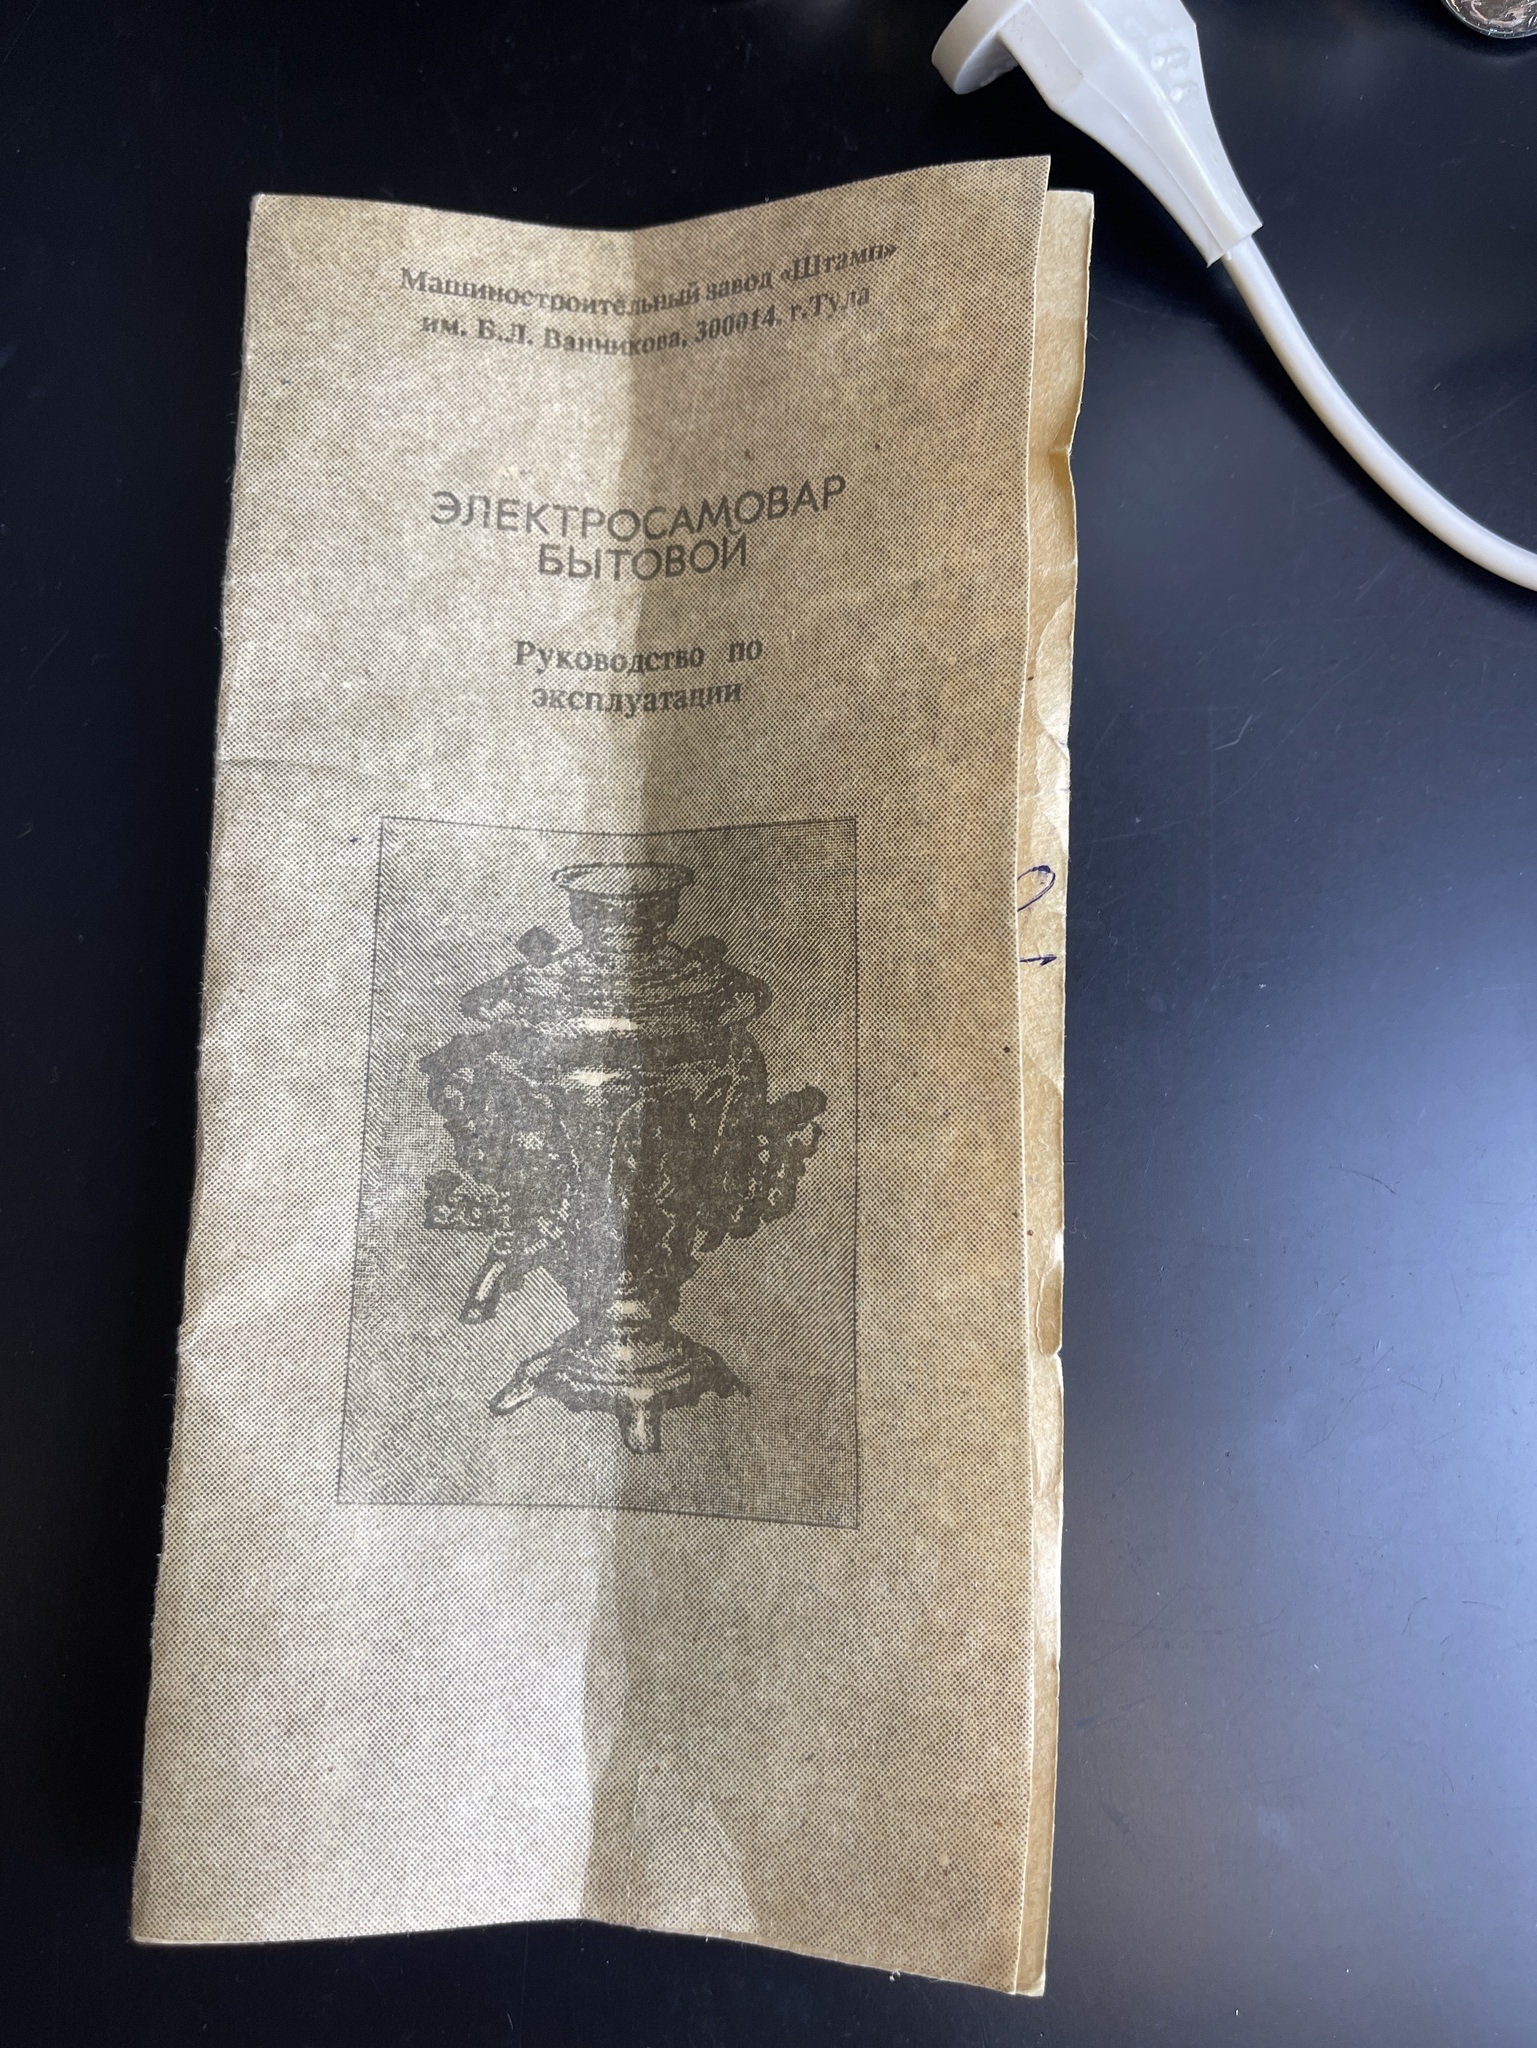 Машиностроительный завод «Штамп»
им. Б.Л. Ванникова, 300014, г.Тула
ЭЛЕКТРОСАМОВАР
БЫТОВОЙ
Руководство по
эксплуатации